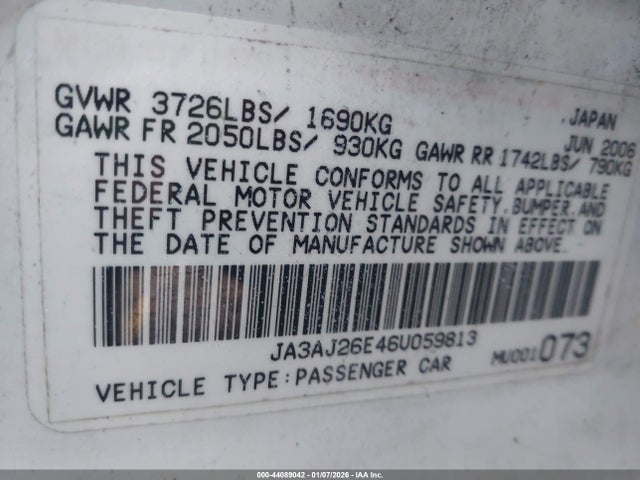 JAPAN
GVWR 3726LBS/ 1690KG JUN 2006
GAWR FR 2050LBS/ 930KG GAWR RR 1742LBS/ 790KG
THIS VEHICLE CONFORMS TO ALL APPLICABLE
FEDERAL MOTOR VEHICLE SAFETY, BUMPER, AND
THEFT PREVENTION STANDARDS IN EFFECT ON
THE DATE OF MANUFACTURE SHOWN ABOVE.
JA3AJ26E46U059813
MU001073
VEHICLE TYPE:PASSENGER CAR
000-44089042 - 01/07/2026 - IAA Inc.